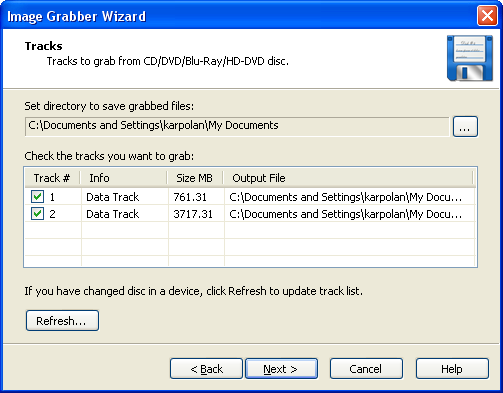 Image Grabber Wizard
Tracks
Tracks to grab from CD/DVD/Blu-Ray/HD-DVD disc.
Set directory to save grabbed files:
C:\Documents and Settings\karpolan\My Documents
...
Check the tracks you want to grab:
Track # Info Size MB Output File
1 Data Track 761.31 C:\Documents and Settings\karpolan\My Docu...
2 Data Track 3717.31 C:\Documents and Settings\karpolan\My Docu...
If you have changed disc in a device, click Refresh to update track list.
Refresh...
< Back Next > Cancel Help